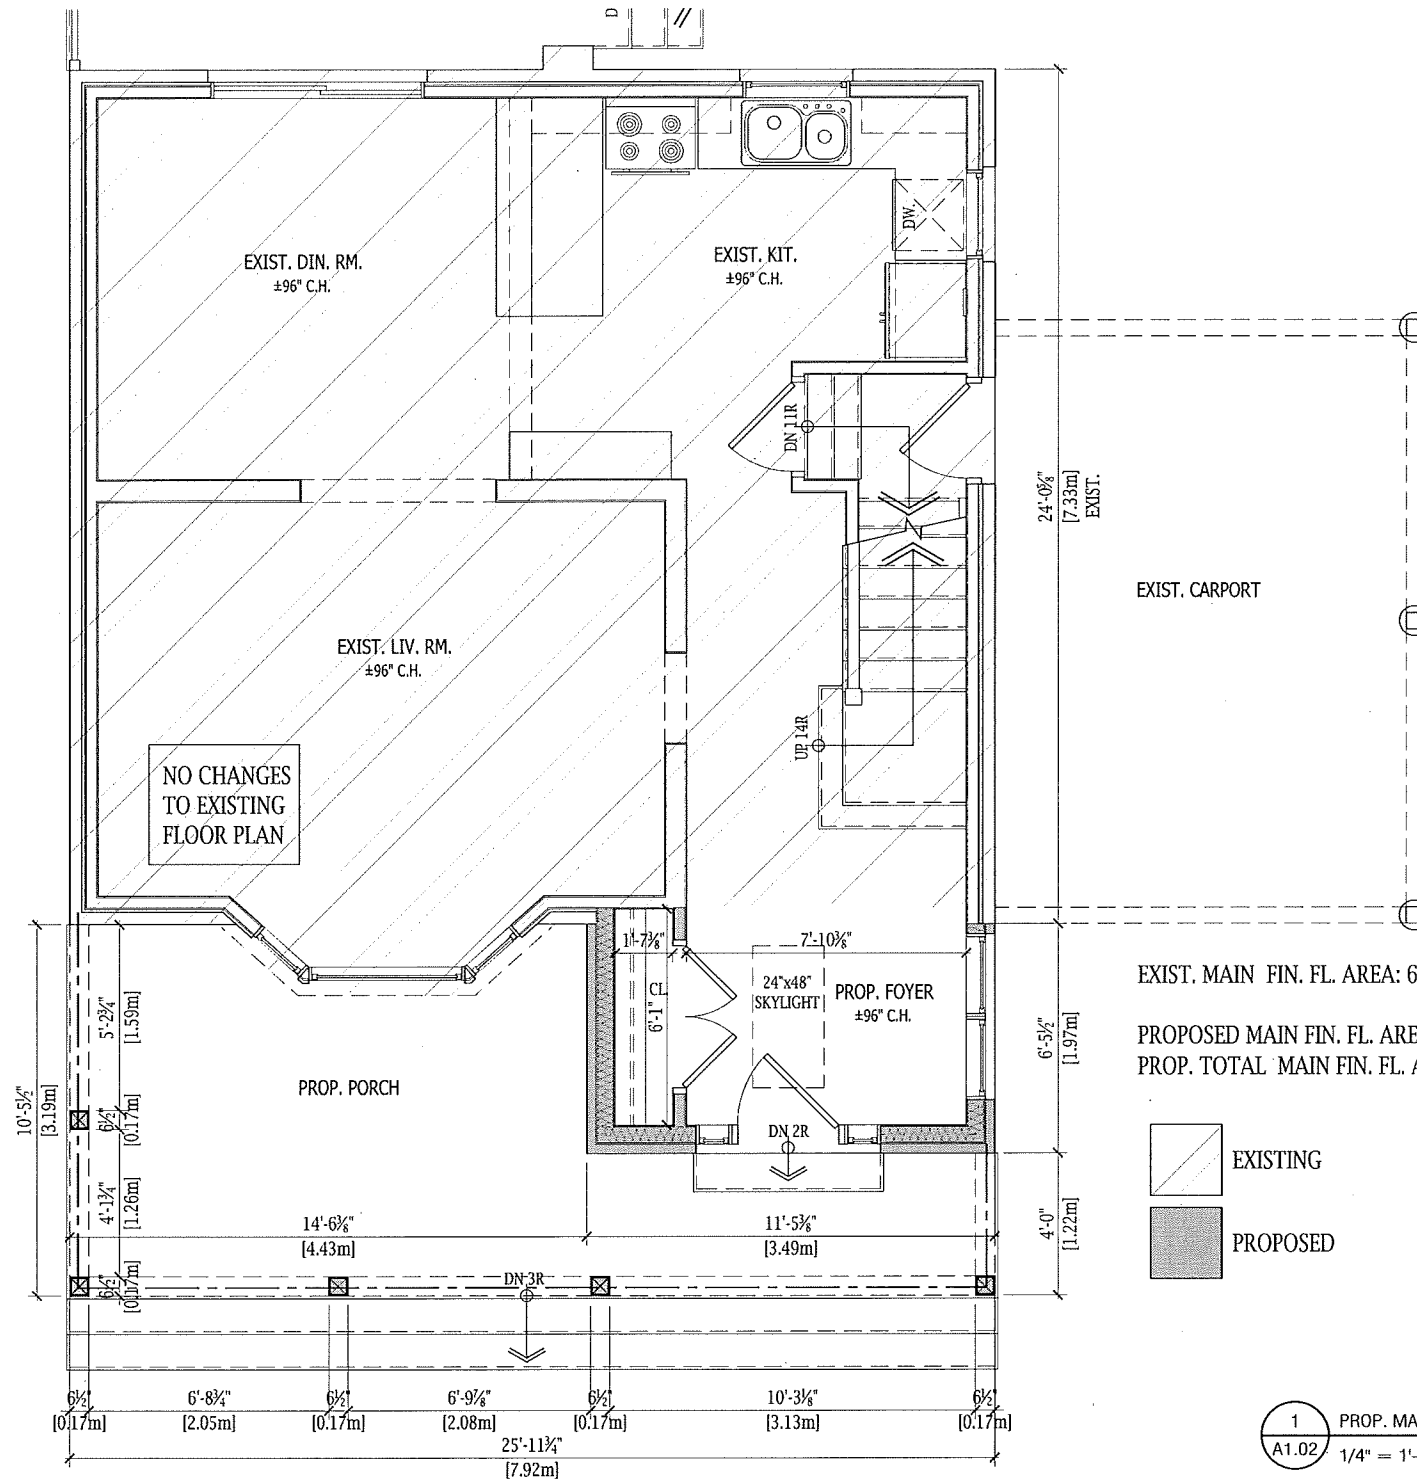 D
EXIST. DIN. RM.
±96" C.H.
EXIST. KIT.
±96" C.H.
DW.
DN 11R
24'-0⅝"
[7.33m]
EXIST.
EXIST. CARPORT
EXIST. LIV. RM.
±96" C.H.
UP 14R
NO CHANGES
TO EXISTING
FLOOR PLAN
1'-7⅜"
7'-10⅜"
CL
6'-1"
24"x48"
SKYLIGHT
PROP. FOYER
±96" C.H.
EXIST. MAIN FIN. FL. AREA: 6
PROPOSED MAIN FIN. FL. ARE
PROP. TOTAL MAIN FIN. FL. A
5'-2¾"
[1.59m]
10'-5½"
[3.19m]
6'-5½"
[1.97m]
PROP. PORCH
6½"
[0.17m]
DN 2R
EXISTING
4'-1¾"
[1.26m]
14'-6⅜"
[4.43m]
11'-5⅝"
[3.49m]
4'-0"
[1.22m]
PROPOSED
6½"
[0.17m]
DN 3R
6½"
[0.17m]
6'-8¾"
[2.05m]
6½"
[0.17m]
6'-9⅞"
[2.08m]
6½"
[0.17m]
10'-3⅛"
[3.13m]
6½"
[0.17m]
25'-11¾"
[7.92m]
1
A1.02
PROP. MA
1/4" = 1'-